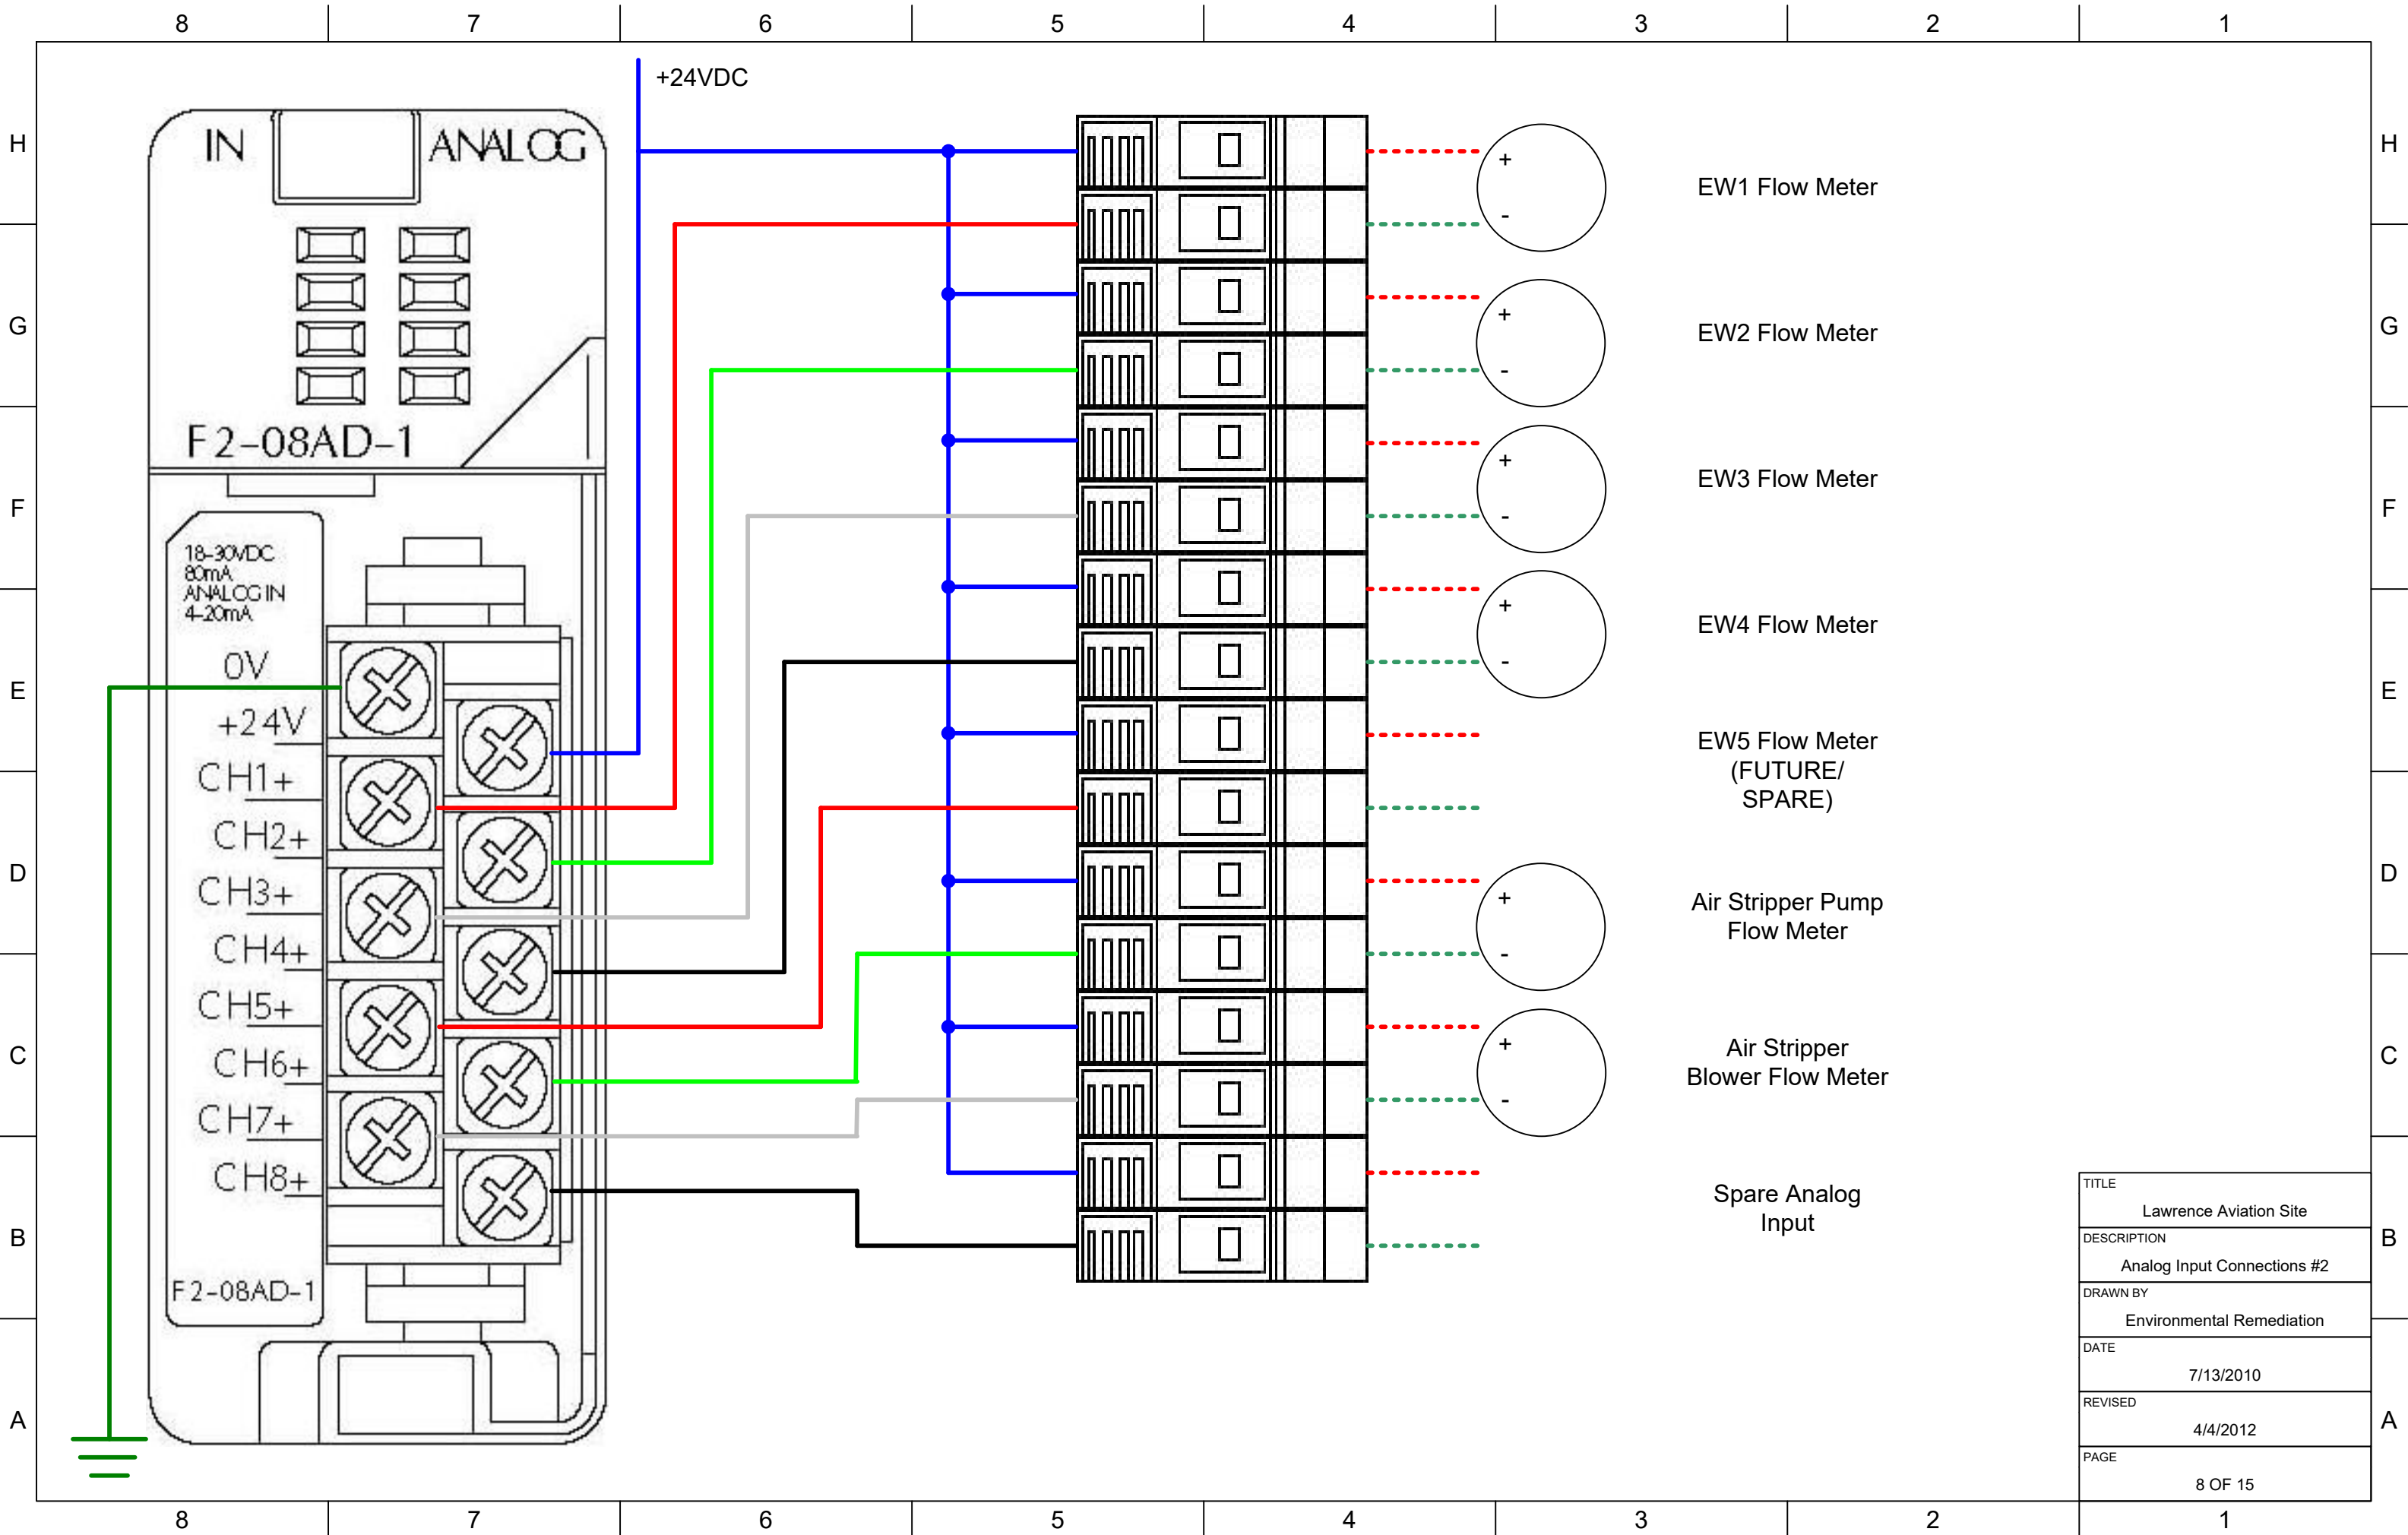 8 7 6 5 4 3 2 1
H H
G G
F F
E E
D D
C C
B B
A A
+24VDC
IN ANALOG
F2-08AD-1
18-30VDC
80mA
ANALOG IN
4-20mA
0V
+24V
CH1+
CH2+
CH3+
CH4+
CH5+
CH6+
CH7+
CH8+
F2-08AD-1
+
-
EW1 Flow Meter
+
-
EW2 Flow Meter
+
-
EW3 Flow Meter
+
-
EW4 Flow Meter
EW5 Flow Meter
(FUTURE/
SPARE)
+
-
Air Stripper Pump
Flow Meter
+
-
Air Stripper
Blower Flow Meter
Spare Analog
Input
TITLE
Lawrence Aviation Site
DESCRIPTION
Analog Input Connections #2
DRAWN BY
Environmental Remediation
DATE
7/13/2010
REVISED
4/4/2012
PAGE
8 OF 15
8 7 6 5 4 3 2 1